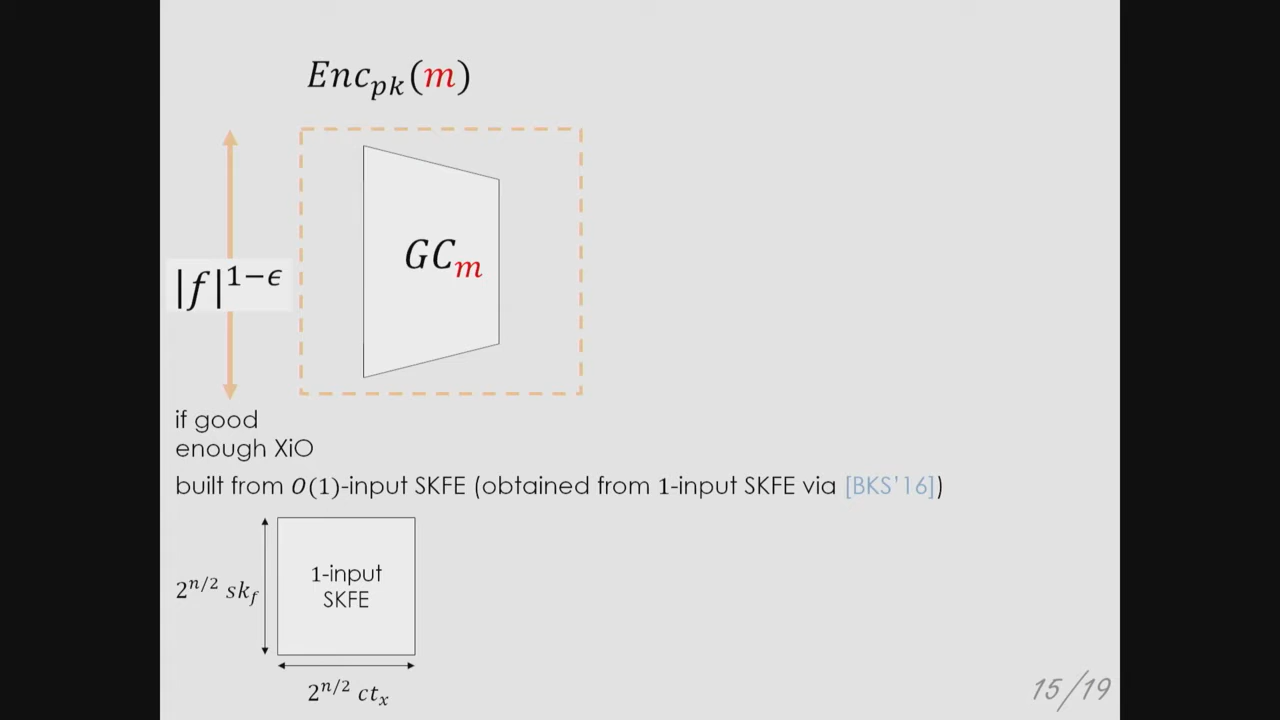 Enc_pk(m)
GC_m
|f|^{1−ϵ}
if good
enough XiO
built from O(1)-input SKFE (obtained from 1-input SKFE via [BKS'16])
2^{n/2} sk_f
1-input
SKFE
2^{n/2} ct_x
15/19